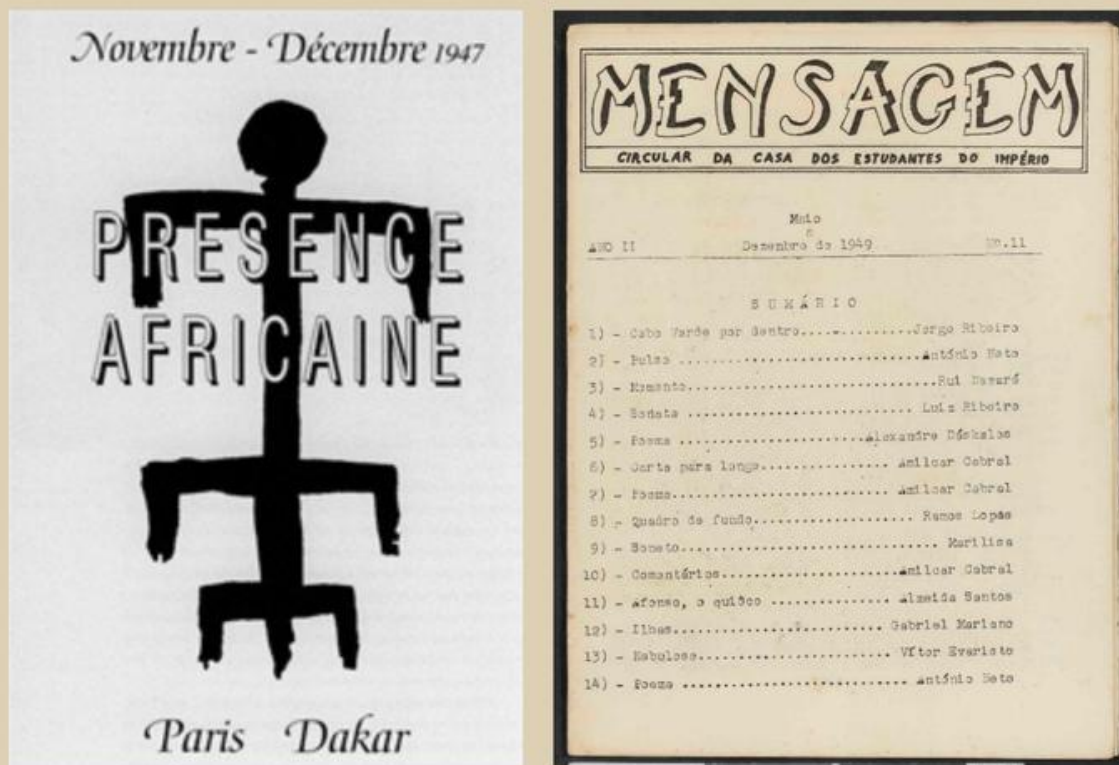 Novembre - Décembre 1947
PRESENCE
AFRICAINE
Paris Dakar
MENSAGEM
CIRCULAR DA CASA DOS ESTUDANTES DO IMPÉRIO
Maio
a
ANO II Dezembro de 1949 Nº.11
SUMÁRIO
1) - Cabo Verde por dentro..............Jorge Ribeiro
2) - Pulso ..............................António Neto
3) - Momento.............................Rui
4) - Sonata ........................... Luiz Ribeiro
5) - Poema ......................Alexandre Dáskalos
6) - Carta para longe............... Amilcar Cabral
7) - Poema.......................... Amilcar Cabral
8) - Quadro de fundo.................... Ramos Lopes
9) - Soneto................................ Marilisa
10) - Comentários.....................Amilcar Cabral
11) - Afonso, o quiôco .............. Almeida Santos
12) - Ilhas........................ Gabriel Mariano
13) - Nebulosa...................... Vítor Evaristo
14) - Poema .......................... António Neto